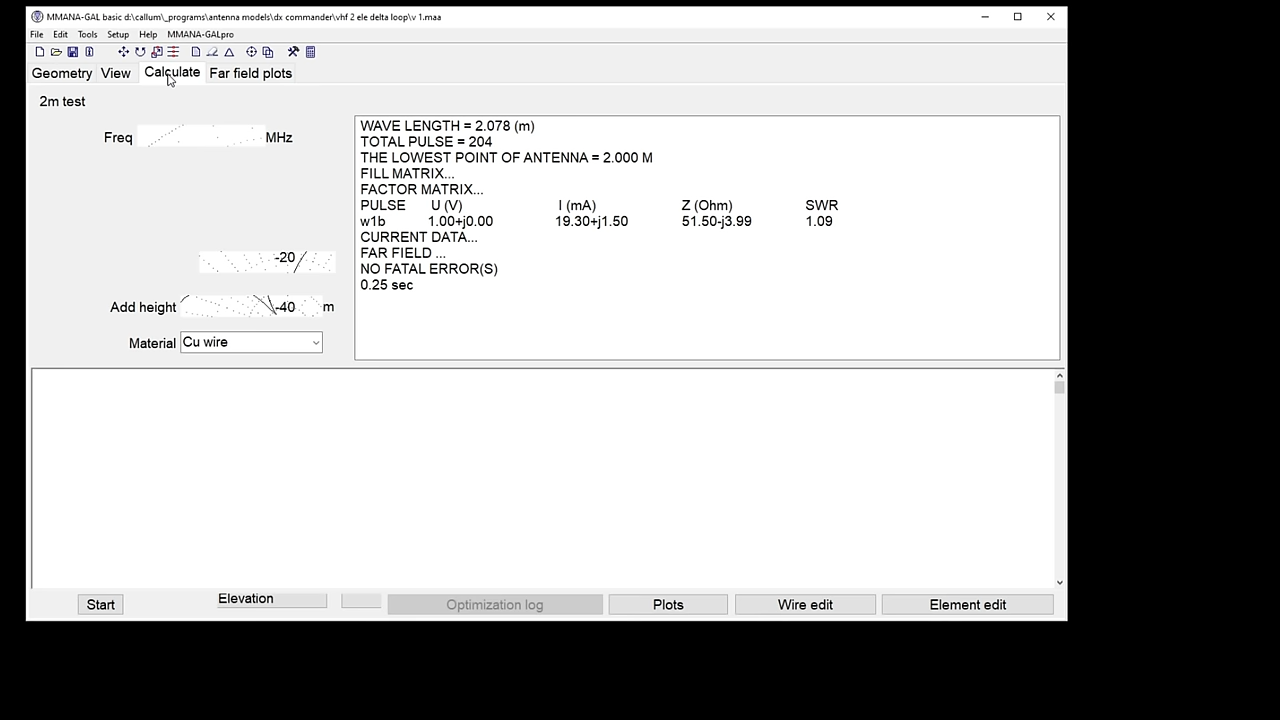 MMANA-GAL basic d:\callum\_programs\antenna models\dx commander\vhf 2 ele delta loop\v 1.maa
File Edit Tools Setup Help MMANA-GALpro
Geometry View Calculate Far field plots
2m test
Freq MHz
WAVE LENGTH = 2.078 (m)
TOTAL PULSE = 204
THE LOWEST POINT OF ANTENNA = 2.000 M
FILL MATRIX...
FACTOR MATRIX...
PULSE U (V) I (mA) Z (Ohm) SWR
w1b 1.00+j0.00 19.30+j1.50 51.50-j3.99 1.09
CURRENT DATA...
FAR FIELD ...
NO FATAL ERROR(S)
0.25 sec
-20
Add height -40 m
Material Cu wire
Start Elevation Optimization log Plots Wire edit Element edit